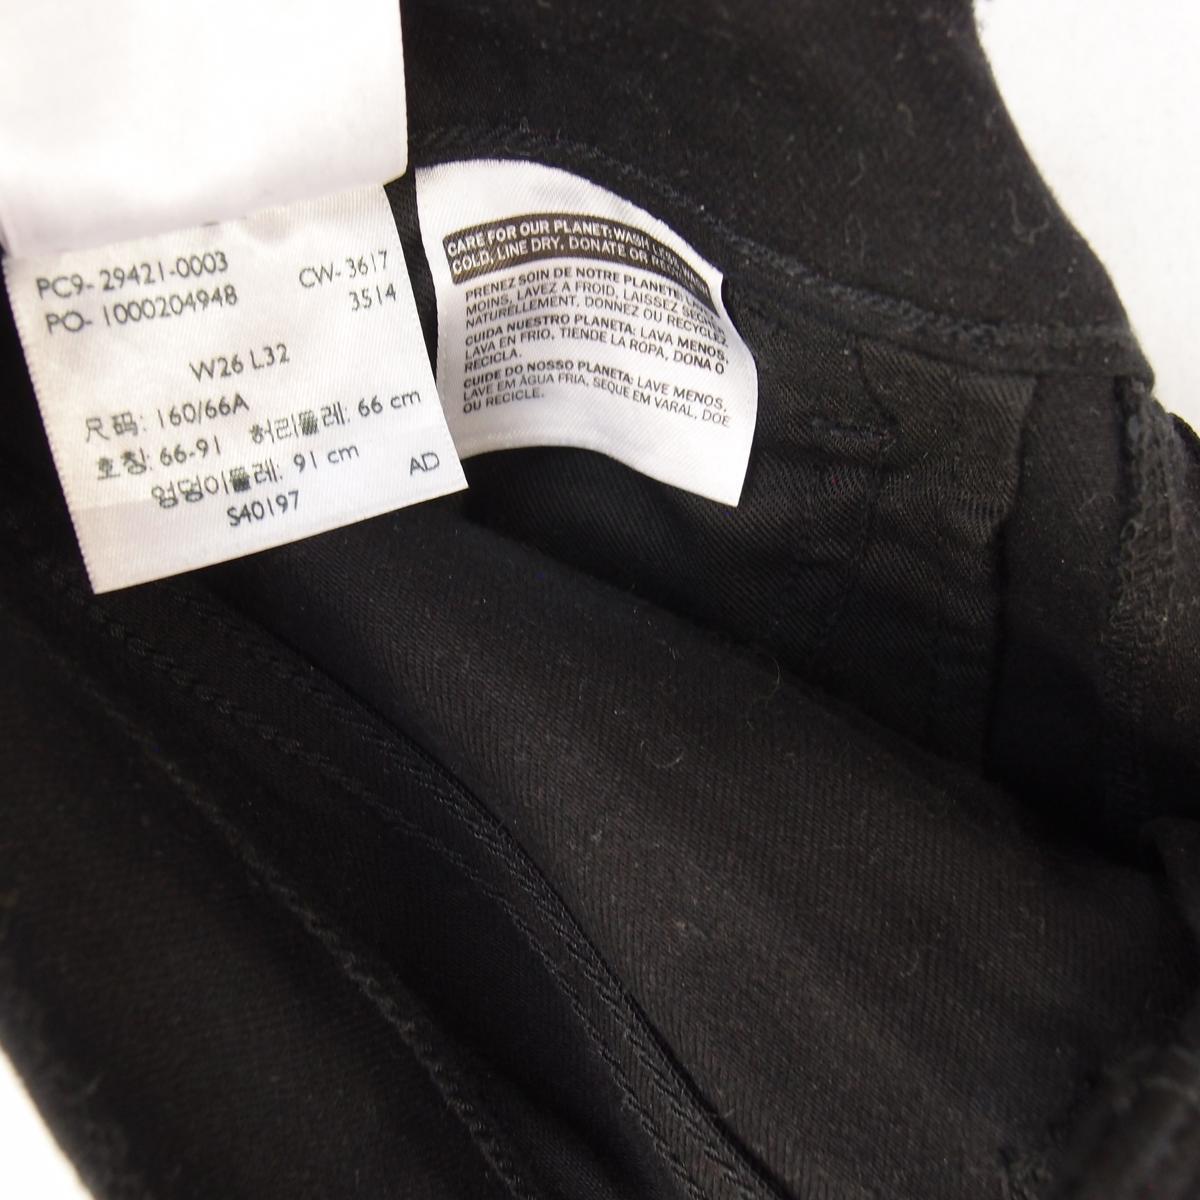 PC9- 29421-0003 CW- 3617
PO- 1000204948 3514
W26 L32
尺码: 160/66A
허리둘레: 66 cm
호칭: 66-91
엉덩이둘레: 91 cm
AD
S40197
CARE FOR OUR PLANET: WASH LESS, WASH
COLD, LINE DRY, DONATE OR
PRENEZ SOIN DE NOTRE PLANÈTE:
MOINS, LAVEZ À FROID, LAISSEZ SÉCHER
NATURELLEMENT, DONNEZ OU RECYCLEZ.
CUIDA NUESTRO PLANETA: LAVA MENOS,
LAVA EN FRIO, TIENDE LA ROPA, DONA O
RECICLA.
CUIDE DO NOSSO PLANETA: LAVE MENOS,
LAVE EM ÁGUA FRIA, SEQUE EM VARAL, DOE
OU RECICLE.